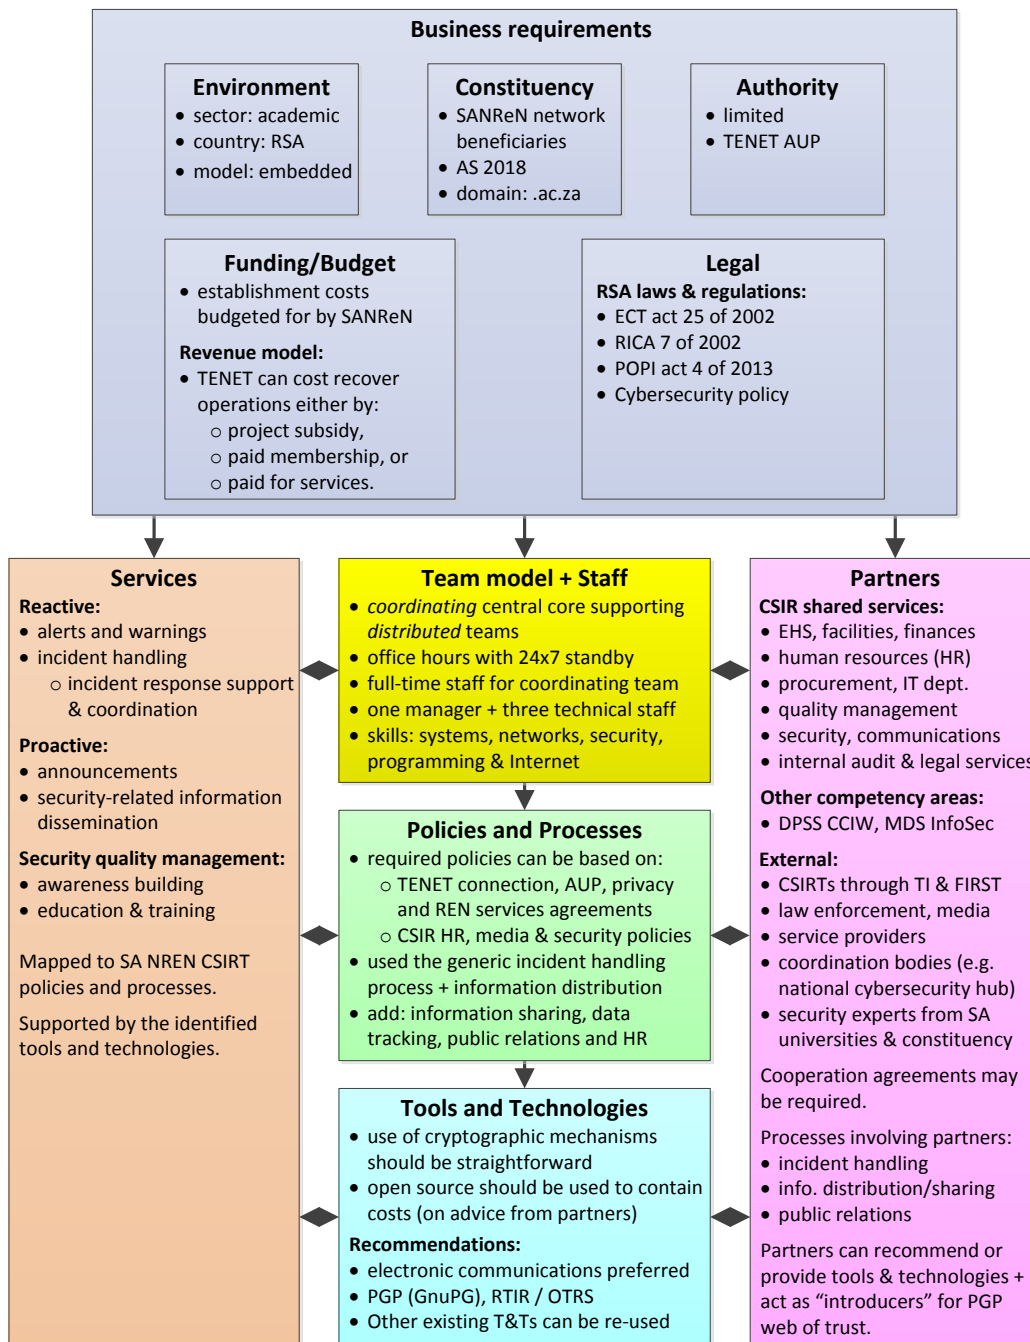 Business requirements
Environment
• sector: academic
• country: RSA
• model: embedded
Constituency
• SANReN network
beneficiaries
• AS 2018
• domain: .ac.za
Authority
• limited
• TENET AUP
Funding/Budget
• establishment costs
budgeted for by SANReN
Revenue model:
• TENET can cost recover
operations either by:
○ project subsidy,
○ paid membership, or
○ paid for services.
Legal
RSA laws & regulations:
• ECT act 25 of 2002
• RICA 7 of 2002
• POPI act 4 of 2013
• Cybersecurity policy
Services
Reactive:
• alerts and warnings
• incident handling
○ incident response support
& coordination
Proactive:
• announcements
• security-related information
dissemination
Security quality management:
• awareness building
• education & training
Mapped to SA NREN CSIRT
policies and processes.
Supported by the identified
tools and technologies.
Team model + Staff
• coordinating central core supporting
distributed teams
• office hours with 24x7 standby
• full-time staff for coordinating team
• one manager + three technical staff
• skills: systems, networks, security,
programming & Internet
Policies and Processes
• required policies can be based on:
○ TENET connection, AUP, privacy
and REN services agreements
○ CSIR HR, media & security policies
• used the generic incident handling
process + information distribution
• add: information sharing, data
tracking, public relations and HR
Tools and Technologies
• use of cryptographic mechanisms
should be straightforward
• open source should be used to contain
costs (on advice from partners)
Recommendations:
• electronic communications preferred
• PGP (GnuPG), RTIR / OTRS
• Other existing T&Ts can be re-used
Partners
CSIR shared services:
• EHS, facilities, finances
• human resources (HR)
• procurement, IT dept.
• quality management
• security, communications
• internal audit & legal services
Other competency areas:
• DPSS CCIW, MDS InfoSec
External:
• CSIRTs through TI & FIRST
• law enforcement, media
• service providers
• coordination bodies (e.g.
national cybersecurity hub)
• security experts from SA
universities & constituency
Cooperation agreements may
be required.
Processes involving partners:
• incident handling
• info. distribution/sharing
• public relations
Partners can recommend or
provide tools & technologies +
act as “introducers” for PGP
web of trust.